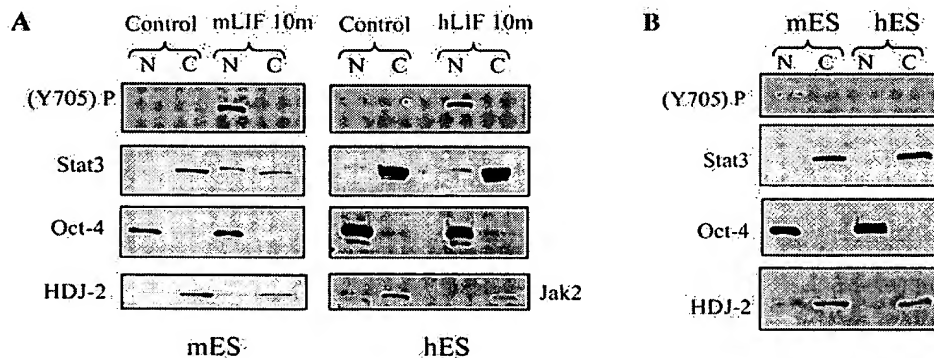 A
Control mLIF 10m
N C N C
Control hLIF 10m
N C N C
(Y705) P
Stat3
Oct-4
HDJ-2
Jak2
mES
hES
B
mES hES
N C N C
(Y705) P
Stat3
Oct-4
HDJ-2